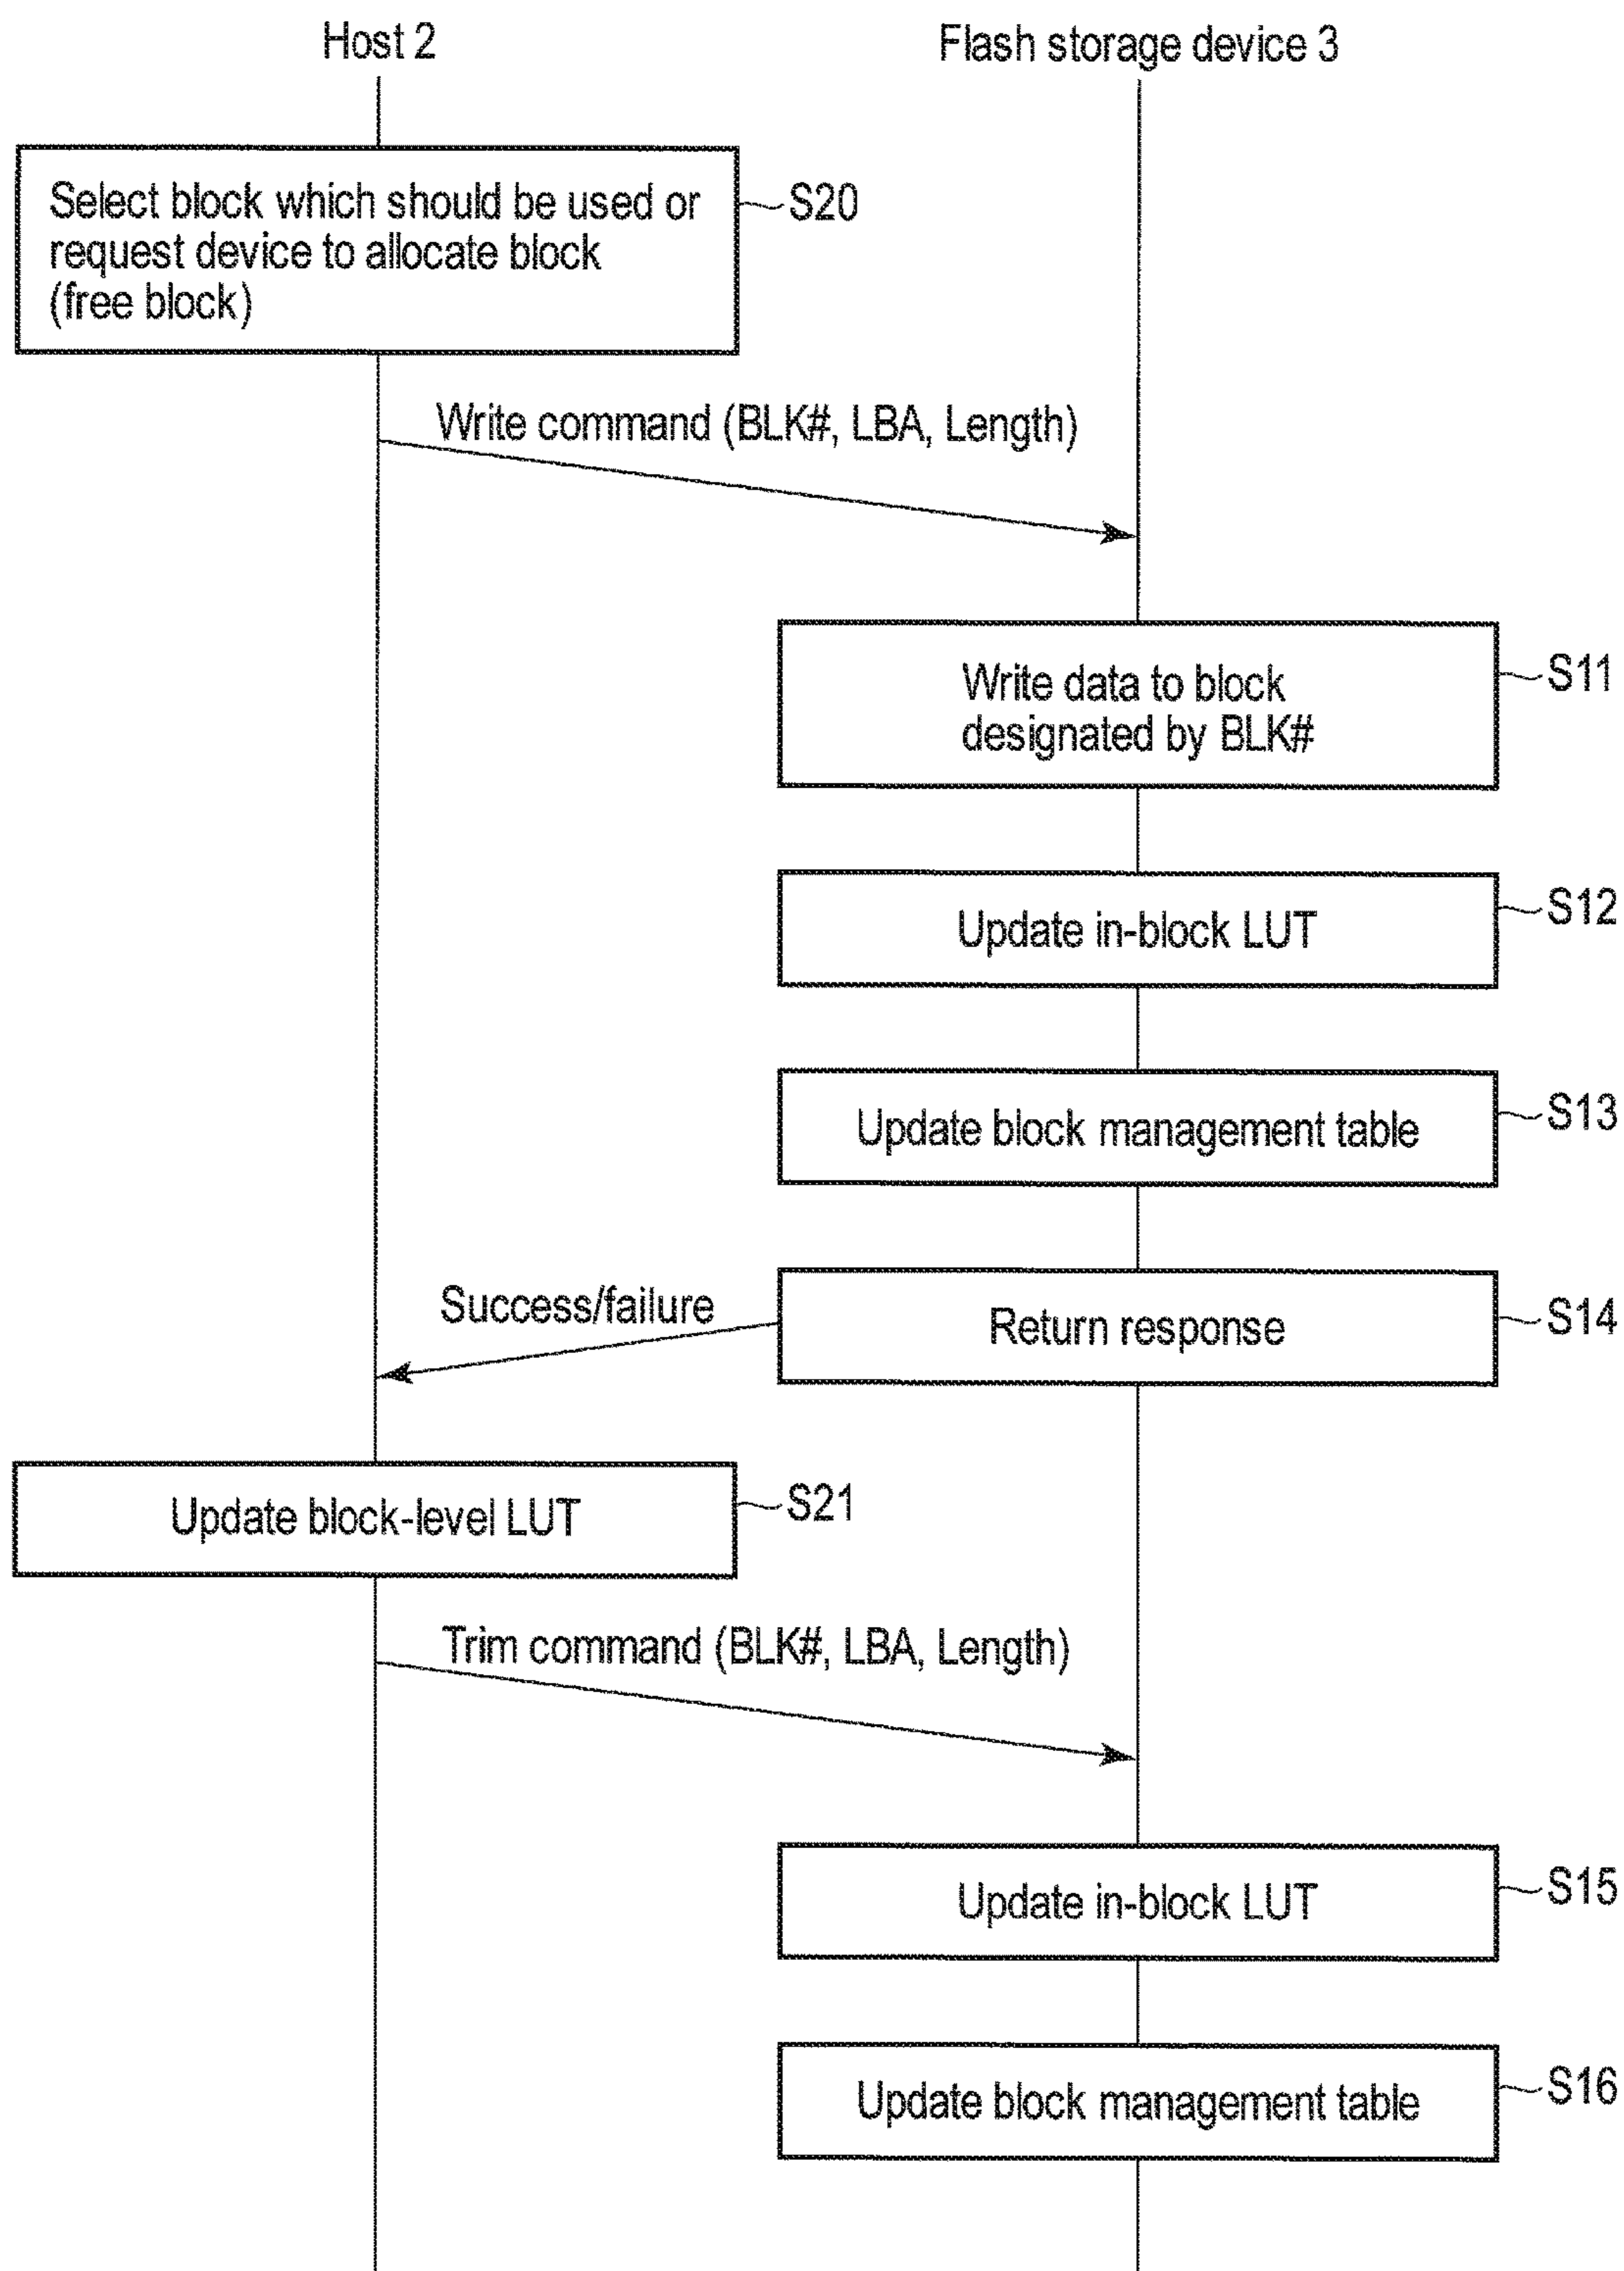 Host 2
Flash storage device 3
Select block which should be used or
request device to allocate block
(free block)
S20
Write command (BLK#, LBA, Length)
Write data to block
designated by BLK#
S11
Update in-block LUT
S12
Update block management table
S13
Success/failure
Return response
S14
Update block-level LUT
S21
Trim command (BLK#, LBA, Length)
Update in-block LUT
S15
Update block management table
S16